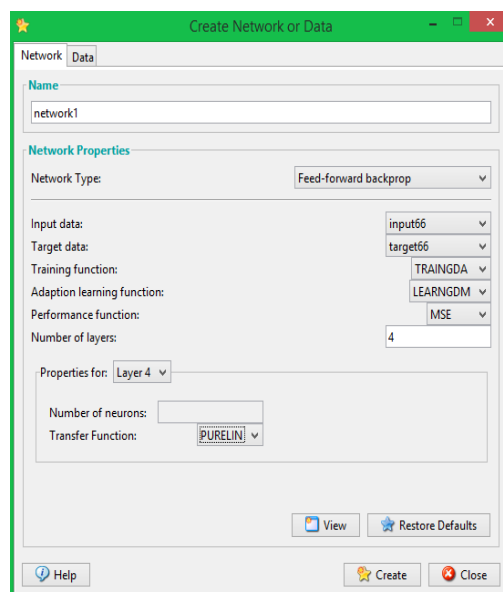 Create Network or Data
Network Data
Name
network1
Network Properties
Network Type: Feed-forward backprop
Input data: input66
Target data: target66
Training function: TRAINGDA
Adaption learning function: LEARNGDM
Performance function: MSE
Number of layers: 4
Properties for: Layer 4
Number of neurons:
Transfer Function: PURELIN
View Restore Defaults
Help Create Close